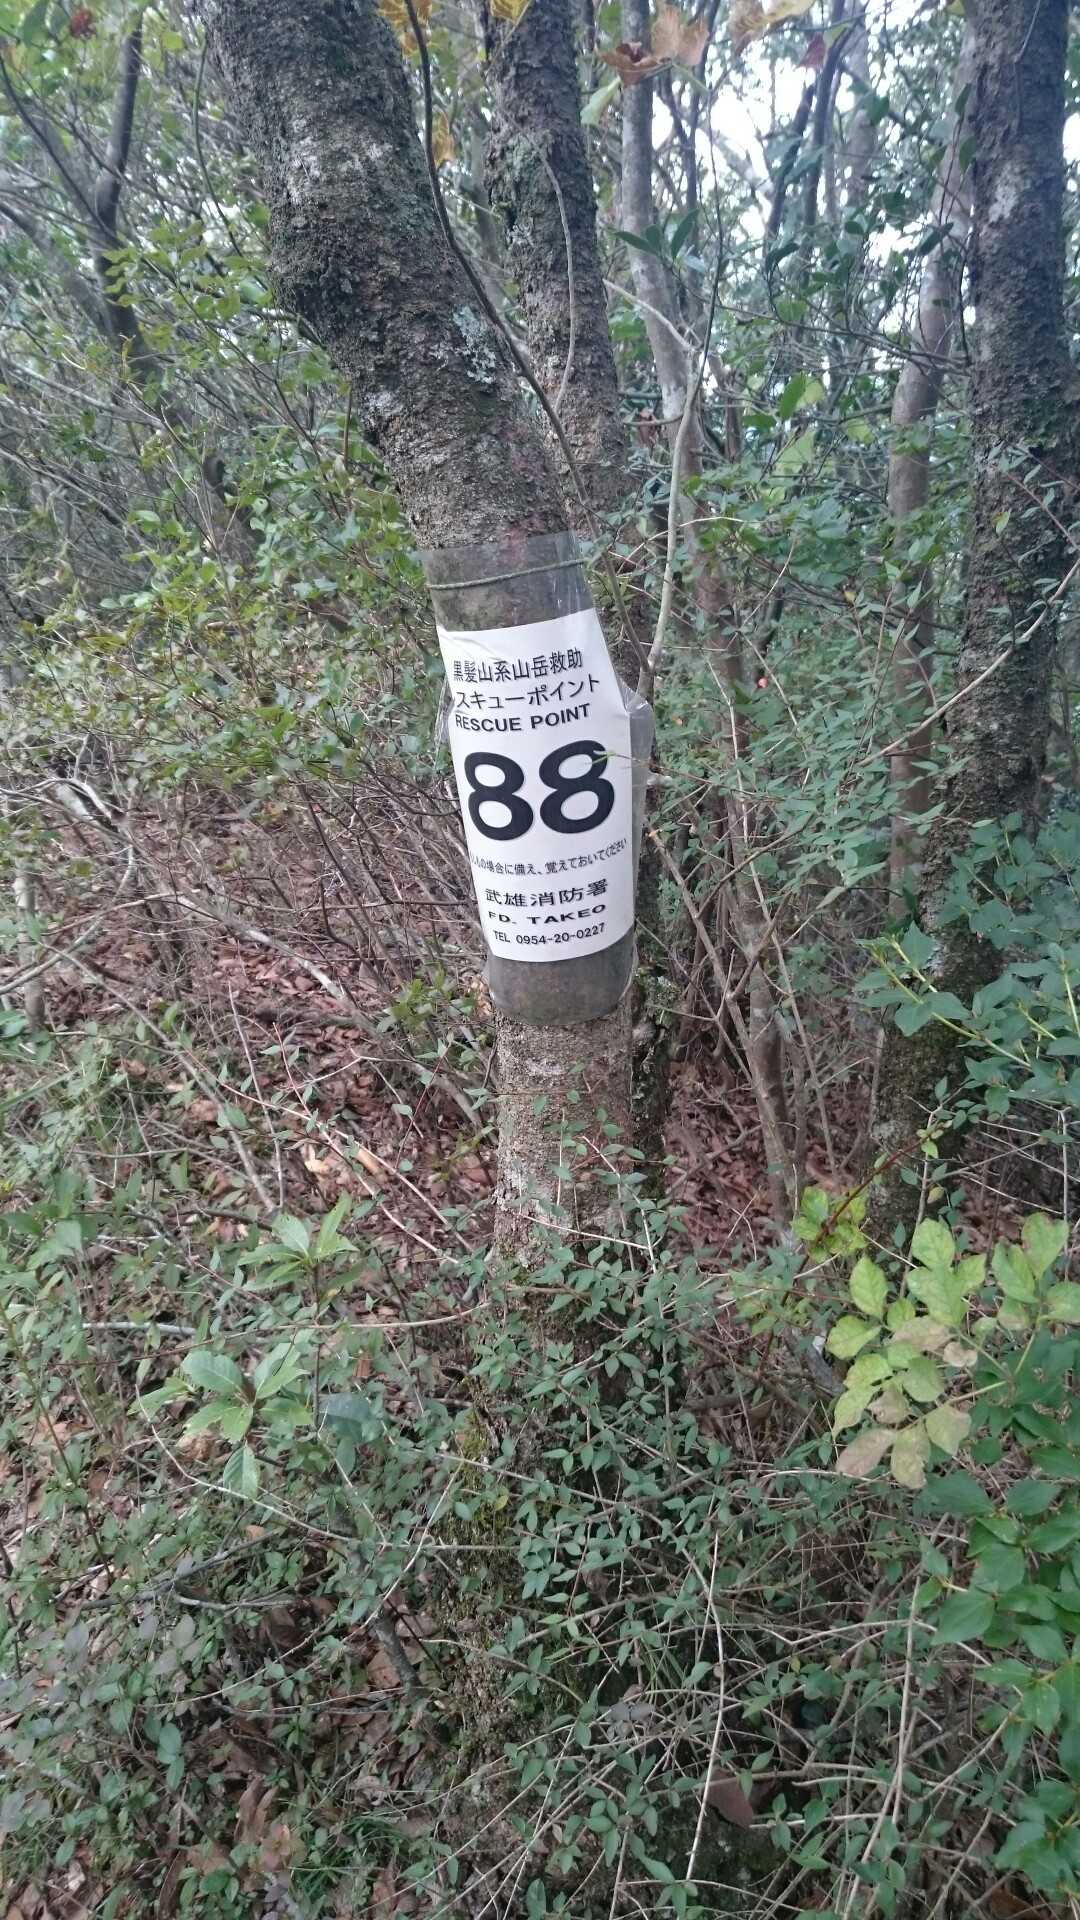 黒髪山系山岳救助
スキューポイント
RESCUE POINT
88
しもの場合に備え、覚えておいてください
武雄消防署
FD. TAKEO
TEL 0954-20-0227